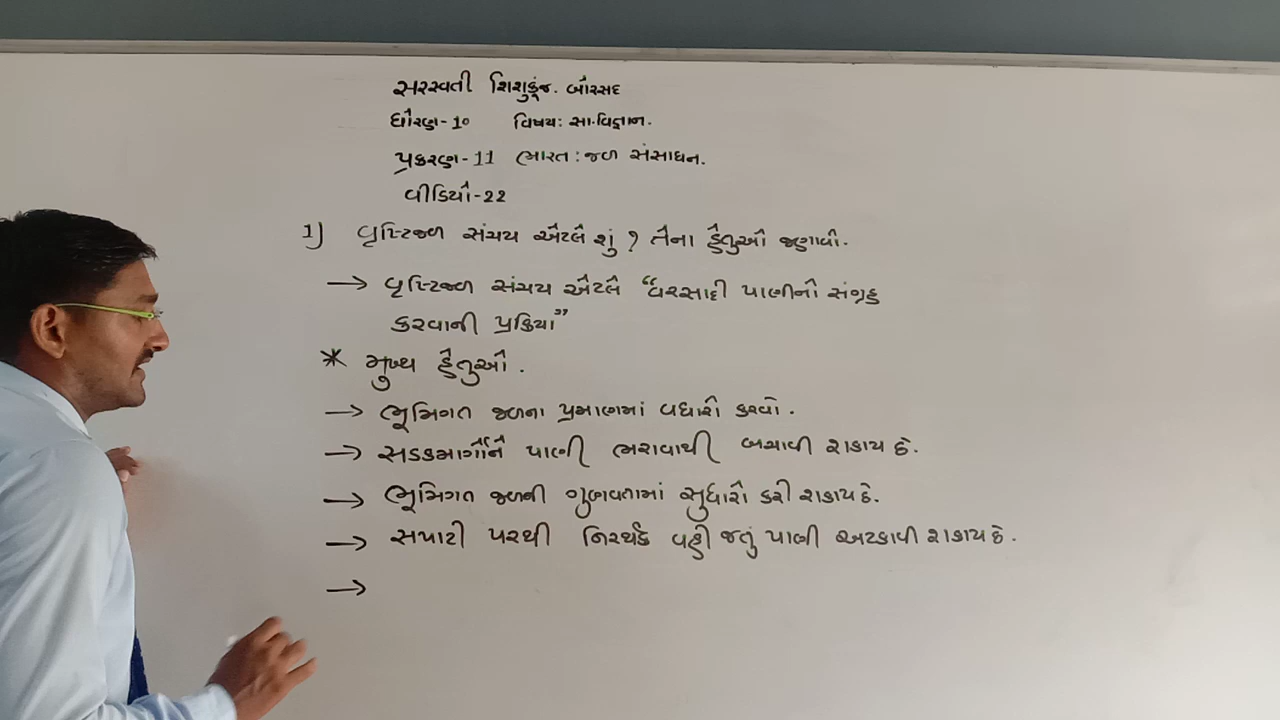 સરસ્વતી શિશુકુંજ. બોરસદ
ધોરણ-10 વિષય: સા.વિજ્ઞાન.
પ્રકરણ-11 ભારત: જળ સંસાધન.
વીડિયો-22
1) વૃષ્ટિજળ સંચય એટલે શું ? તેના હેતુઓ જણાવો.
→ વૃષ્ટિજળ સંચય એટલે "વરસાદી પાણીનો સંગ્રહ
કરવાની પ્રક્રિયા"
* મુખ્ય હેતુઓ.
→ ભૂમિગત જળના પ્રમાણમાં વધારો કરવો.
→ સડકમાર્ગોને પાણી ભરાવાથી બચાવી શકાય છે.
→ ભૂમિગત જળની ગુણવતામાં સુધારો કરી શકાય છે.
→ સપાટી પરથી નિરર્થક વહી જતું પાણી અટકાવી શકાય છે.
→